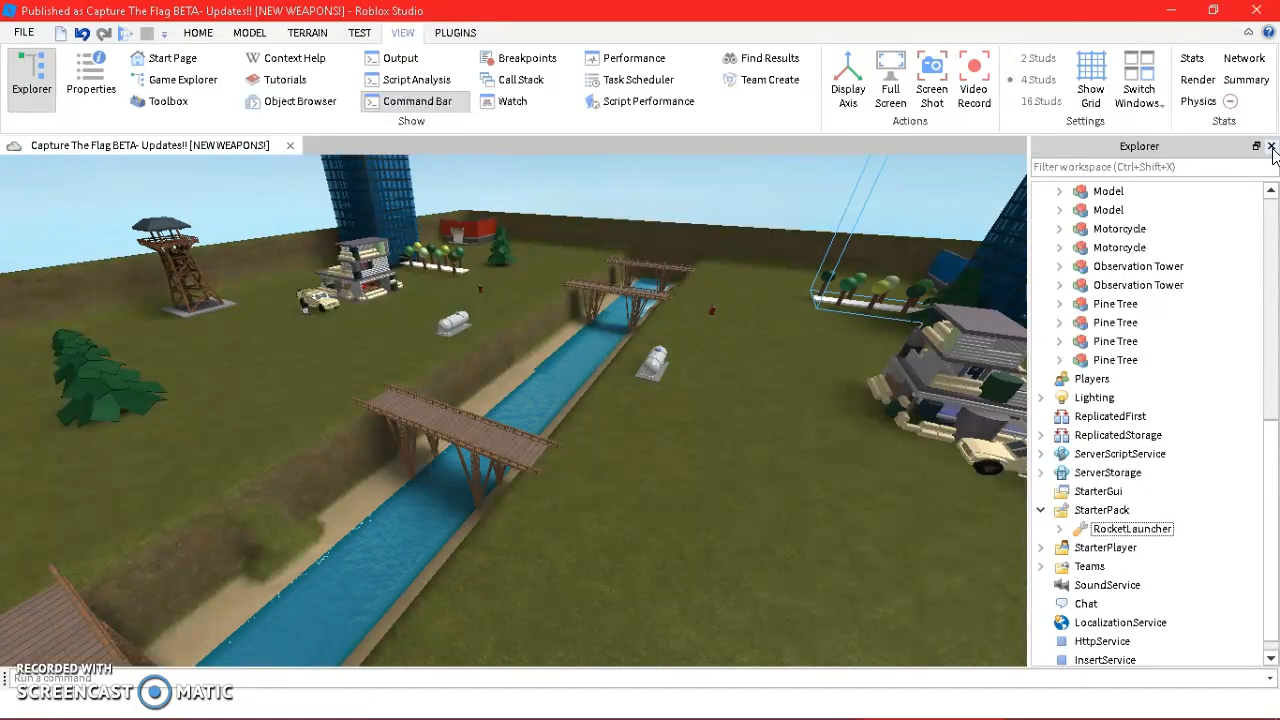 Published as Capture The Flag BETA- Updates!! [NEW WEAPONS!] - Roblox Studio
FILE HOME MODEL TERRAIN TEST VIEW PLUGINS
Explorer
Properties
Start Page
Game Explorer
Toolbox
Context Help
Tutorials
Object Browser
Output
Script Analysis
Command Bar
Breakpoints
Call Stack
Watch
Performance
Task Scheduler
Script Performance
Find Results
Team Create
Show
Display Axis
Full Screen
Screen Shot
Video Record
Actions
2 Studs
4 Studs
16 Studs
Show Grid
Switch Windows
Settings
Stats Network
Render Summary
Physics
Stats
Capture The Flag BETA- Updates!! [NEW WEAPONS!]
Explorer
Filter workspace (Ctrl+Shift+X)
Model
Model
Motorcycle
Motorcycle
Observation Tower
Observation Tower
Pine Tree
Pine Tree
Pine Tree
Pine Tree
Players
Lighting
ReplicatedFirst
ReplicatedStorage
ServerScriptService
ServerStorage
StarterGui
StarterPack
RocketLauncher
StarterPlayer
Teams
SoundService
Chat
LocalizationService
HttpService
InsertService
Run a command
RECORDED WITH
SCREENCAST MATIC